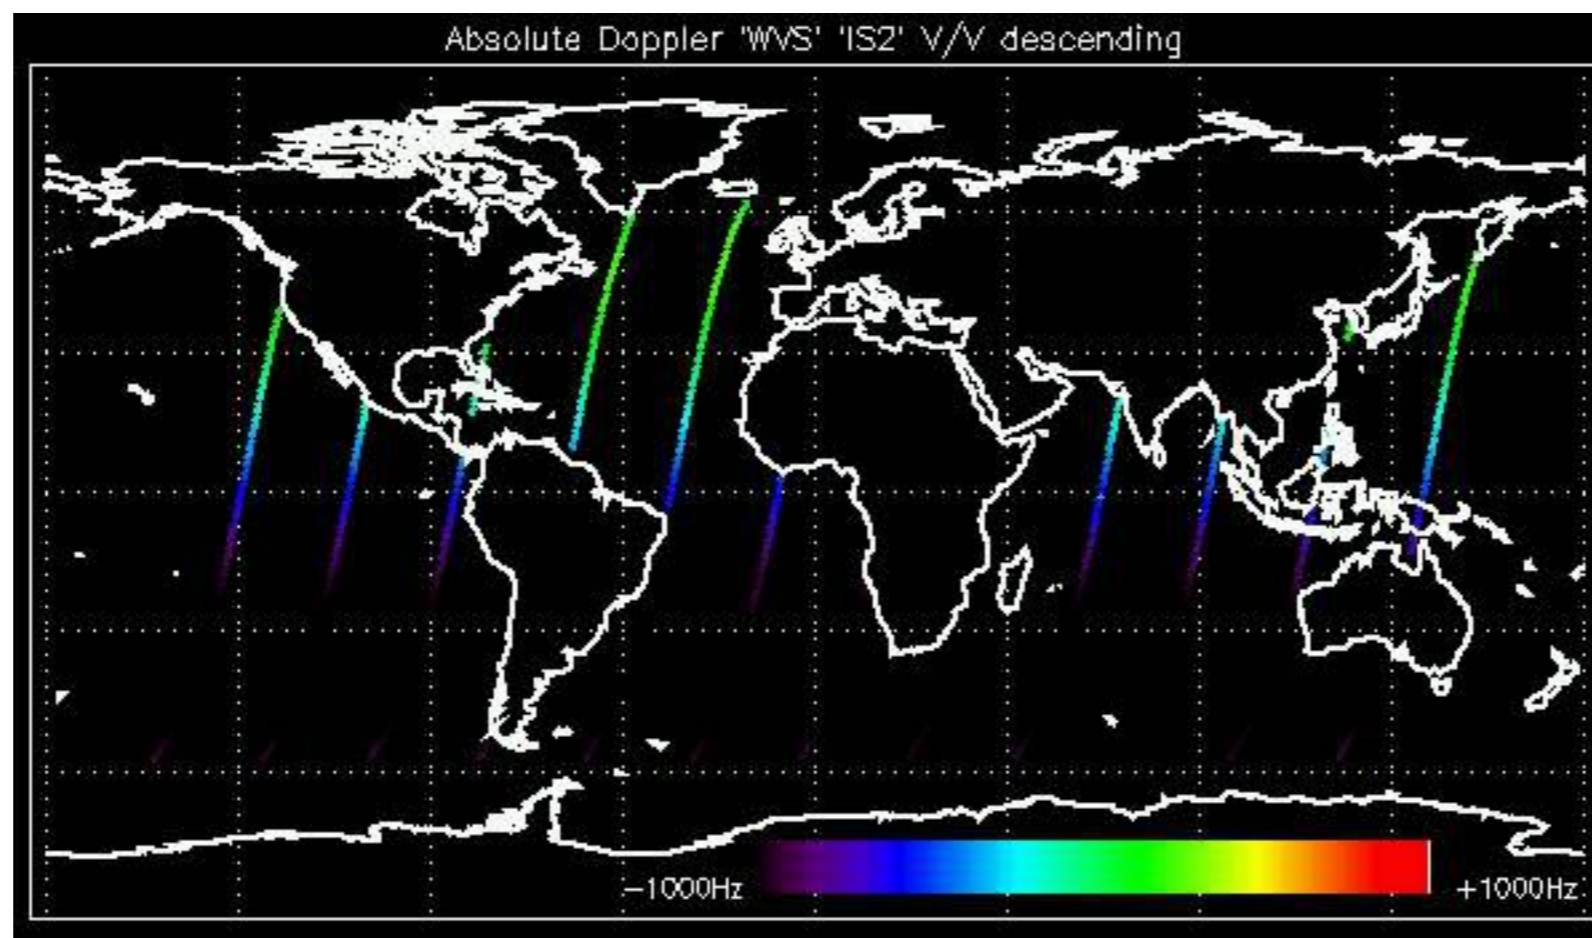 Absolute Doppler 'WVS' 'IS2' V/V descending
−1000Hz +1000Hz